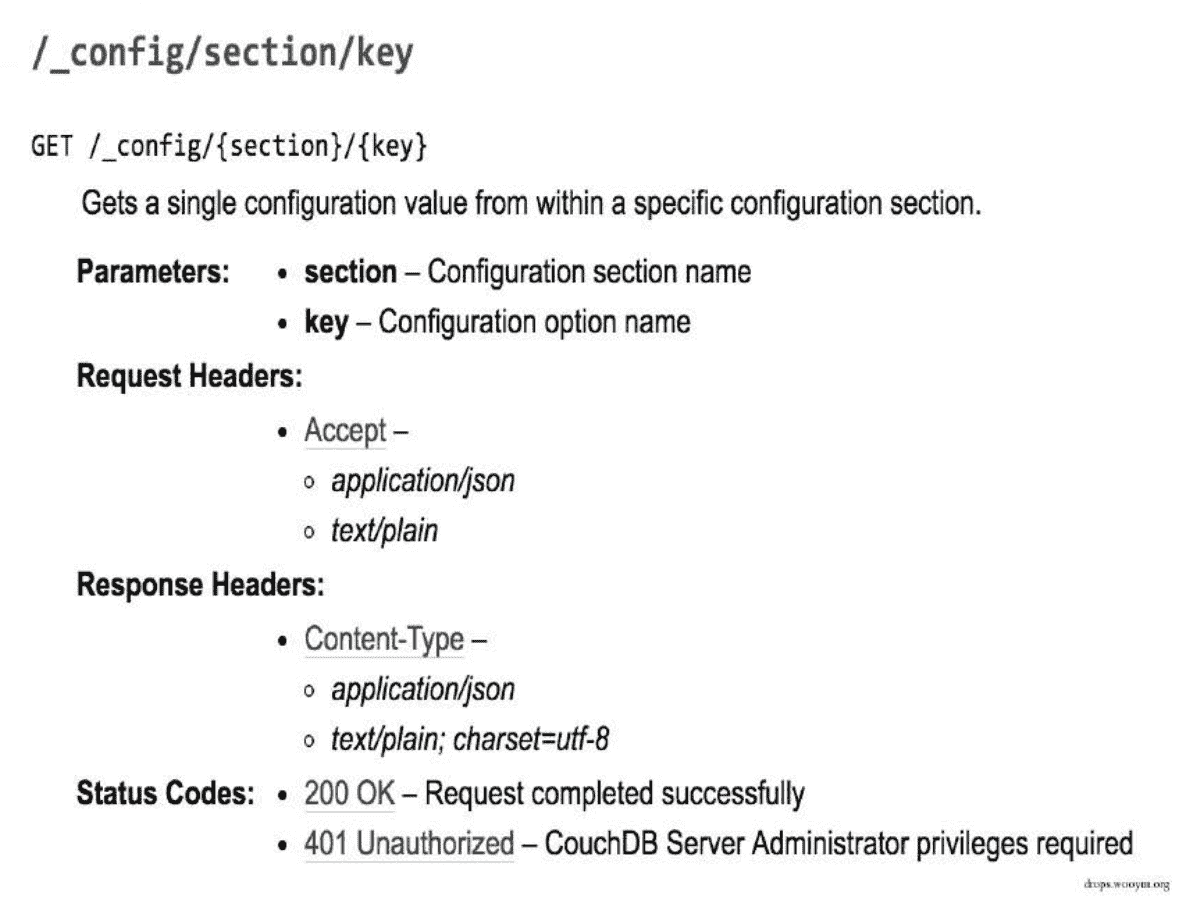 /_config/section/key
GET /_config/{section}/{key}
Gets a single configuration value from within a specific configuration section.
Parameters: • section – Configuration section name
• key – Configuration option name
Request Headers:
• Accept –
◦ application/json
◦ text/plain
Response Headers:
• Content-Type –
◦ application/json
◦ text/plain; charset=utf-8
Status Codes: • 200 OK – Request completed successfully
• 401 Unauthorized – CouchDB Server Administrator privileges required
drops.wooyun.org